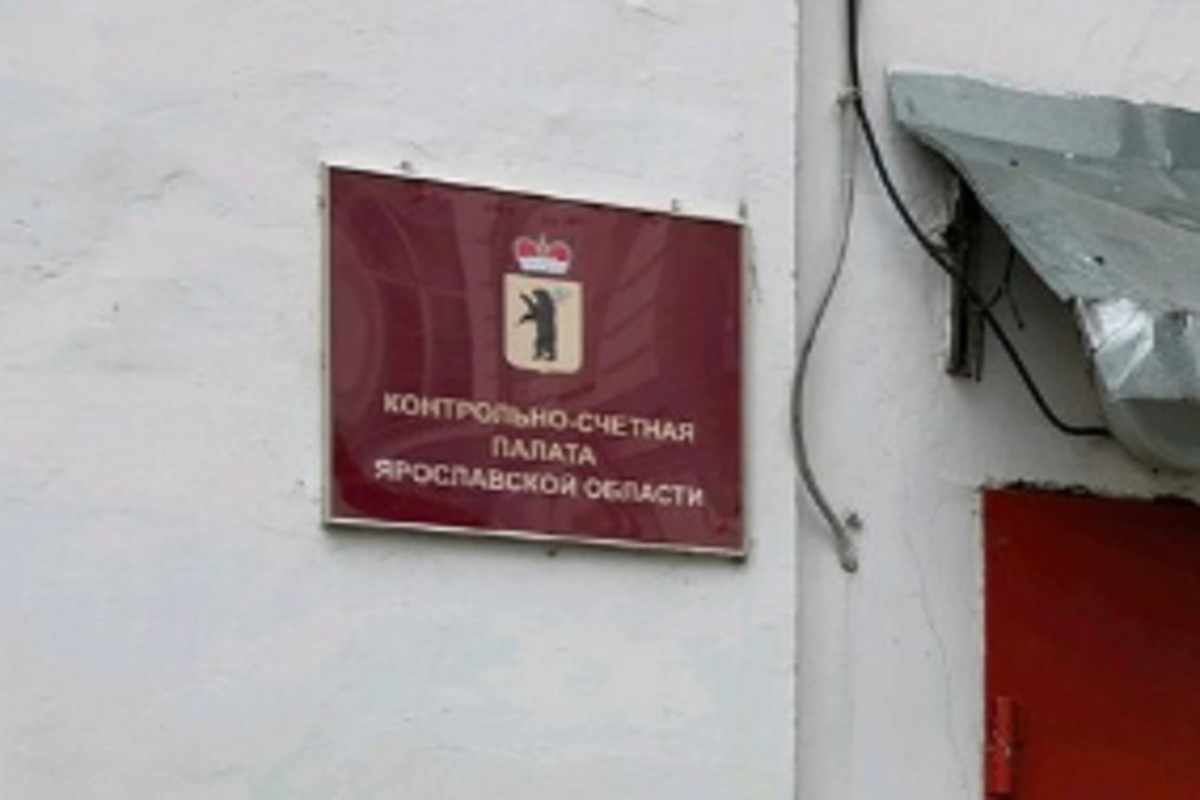 КОНТРОЛЬНО-СЧЕТНАЯ
ПАЛАТА
ЯРОСЛАВСКОЙ ОБЛАСТИ